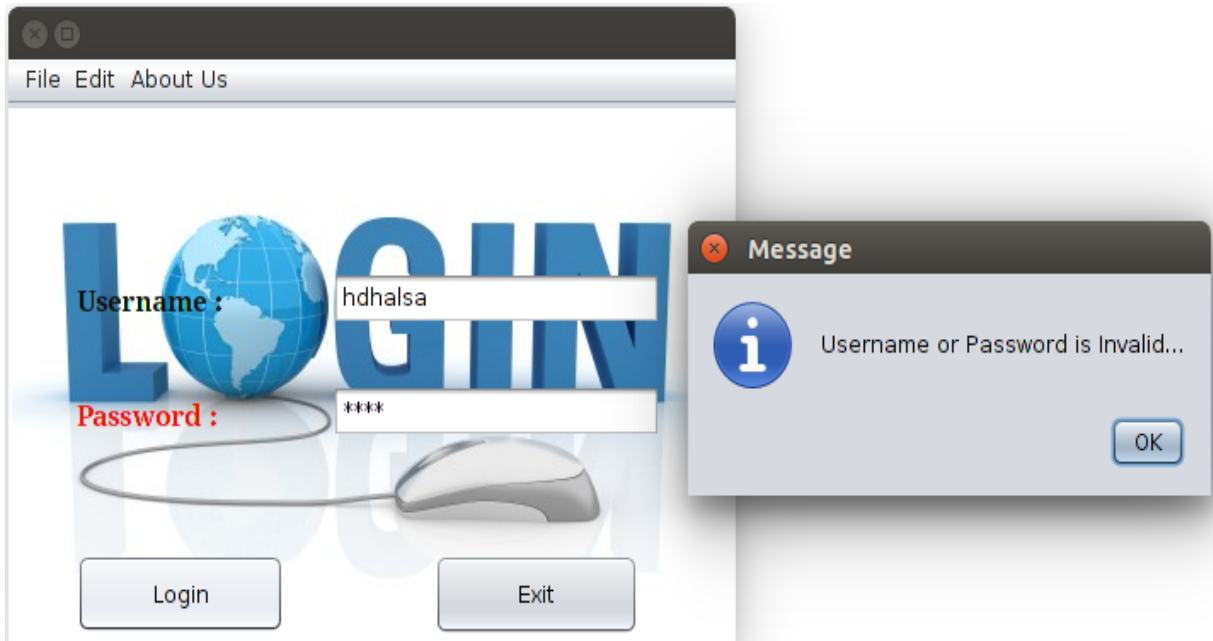 File Edit About Us
LOGIN
Username :
hdhalsa
Password :
****
Login
Exit
Message
Username or Password is Invalid...
OK